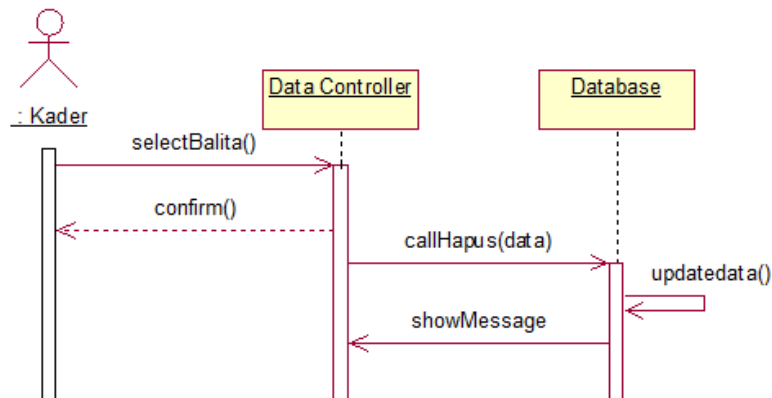 Data Controller
Database
: Kader
selectBalita()
confirm()
callHapus(data)
updatedata()
showMessage